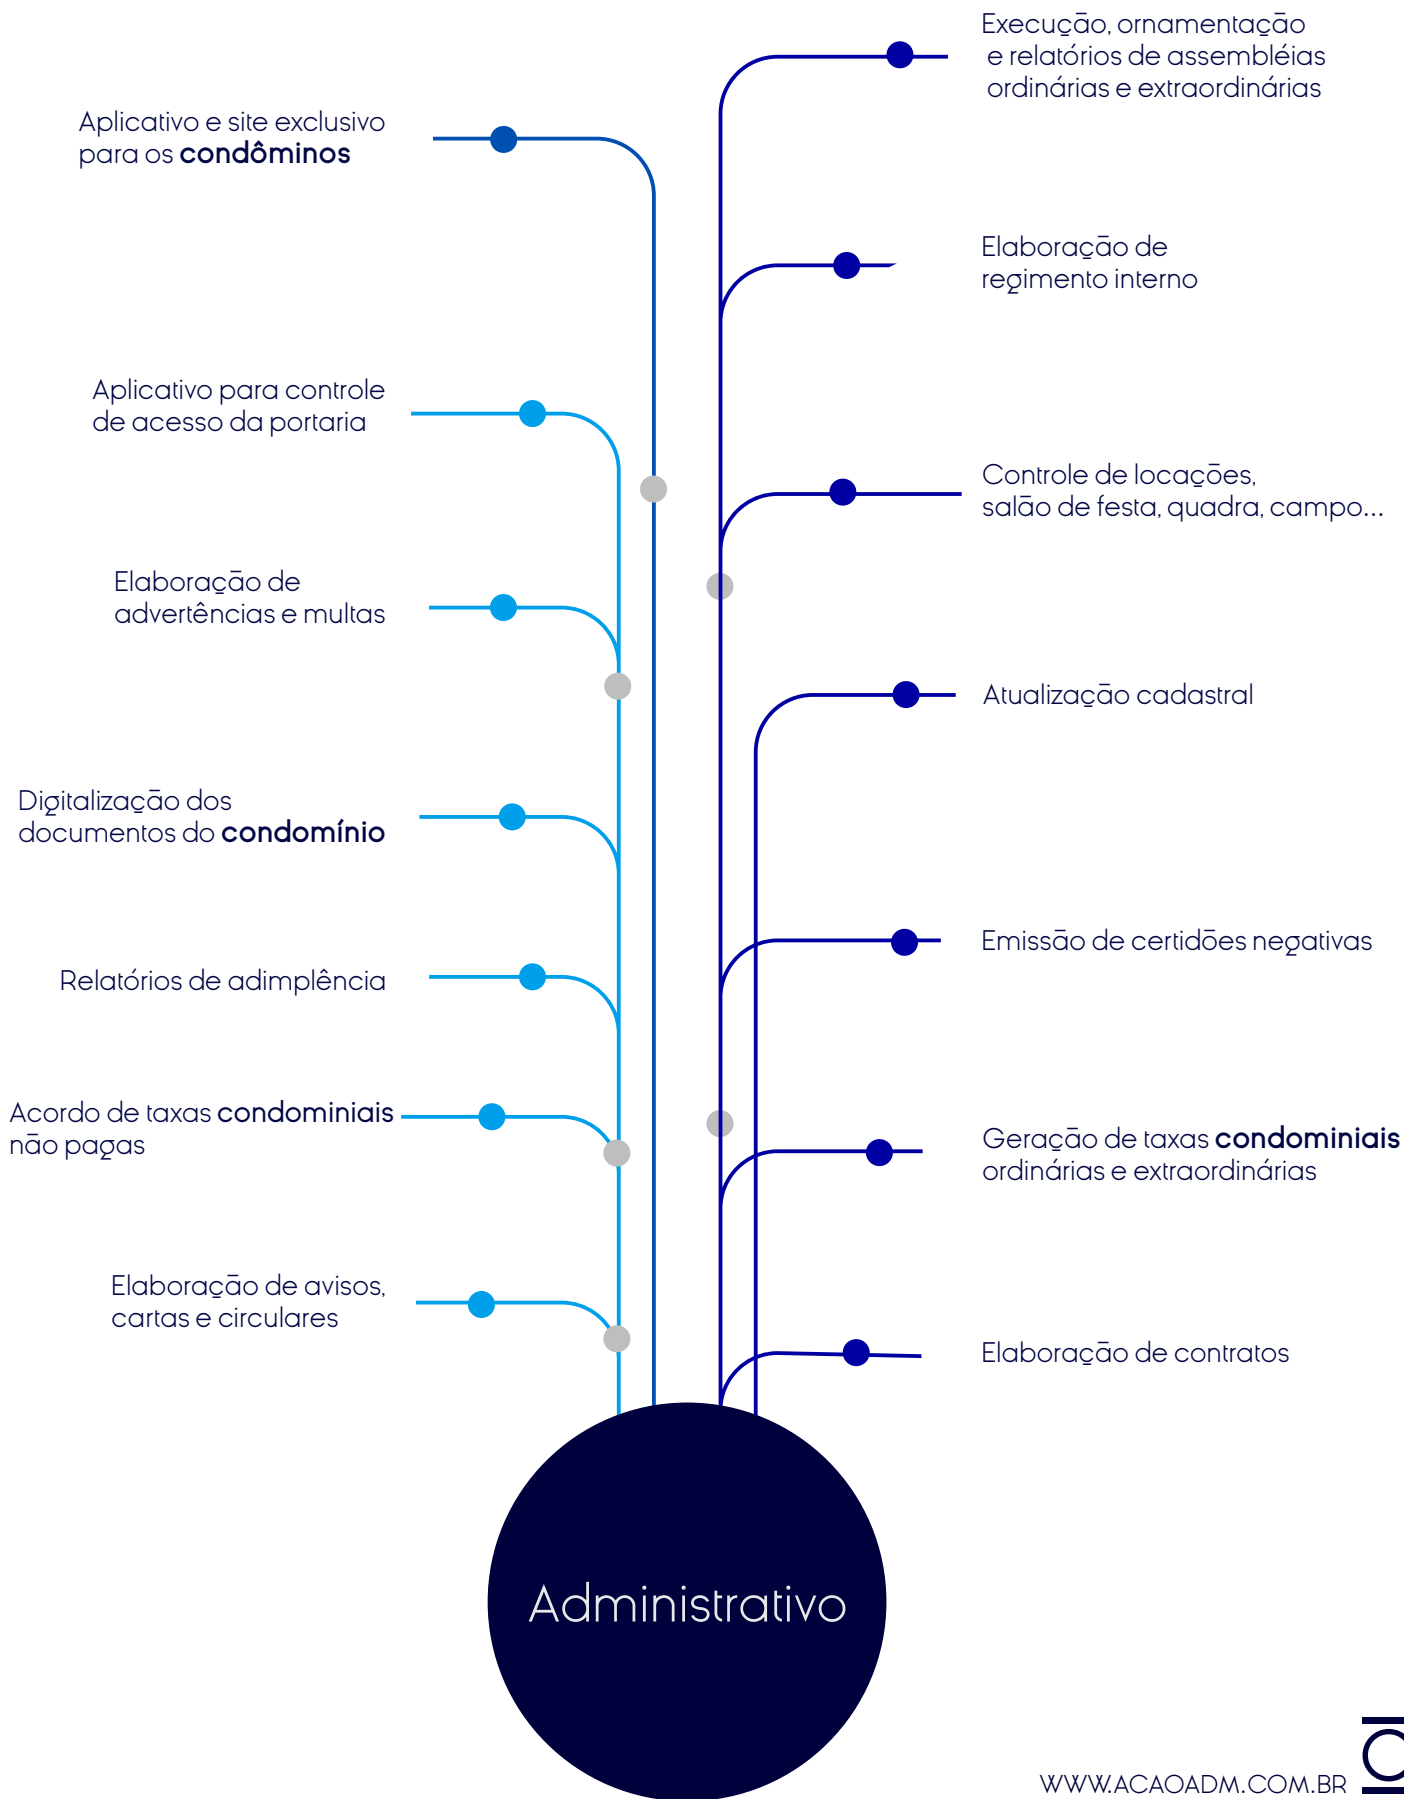 Aplicativo e site exclusivo
para os condôminos
Aplicativo para controle
de acesso da portaria
Elaboração de
advertências e multas
Digitalização dos
documentos do condomínio
Relatórios de adimplência
Acordo de taxas condominiais
não pagas
Elaboração de avisos,
cartas e circulares
Execução, ornamentação
e relatórios de assembléias
ordinárias e extraordinárias
Elaboração de
regimento interno
Controle de locações,
salão de festa, quadra, campo...
Atualização cadastral
Emissão de certidões negativas
Geração de taxas condominiais
ordinárias e extraordinárias
Elaboração de contratos
Administrativo
WWW.ACAOADM.COM.BR